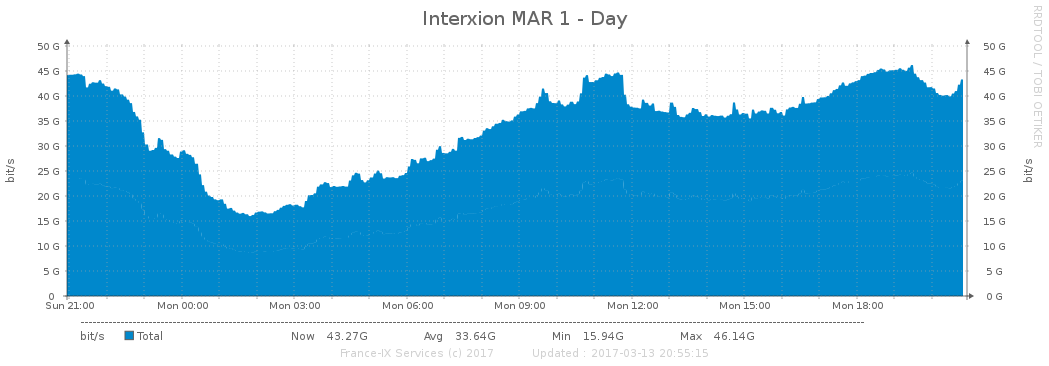 Interxion MAR 1 - Day
RRDTOOL / TOBI OETIKER
bit/s
50 G 50 G
45 G 45 G
40 G 40 G
35 G 35 G
30 G 30 G
25 G 25 G
20 G 20 G
15 G 15 G
10 G 10 G
5 G 5 G
0 0 G
bit/s
Sun 21:00 Mon 00:00 Mon 03:00 Mon 06:00 Mon 09:00 Mon 12:00 Mon 15:00 Mon 18:00
bit/s Total Now 43.27G Avg 33.64G Min 15.94G Max 46.14G
France-IX Services (c) 2017 Updated : 2017-03-13 20:55:15